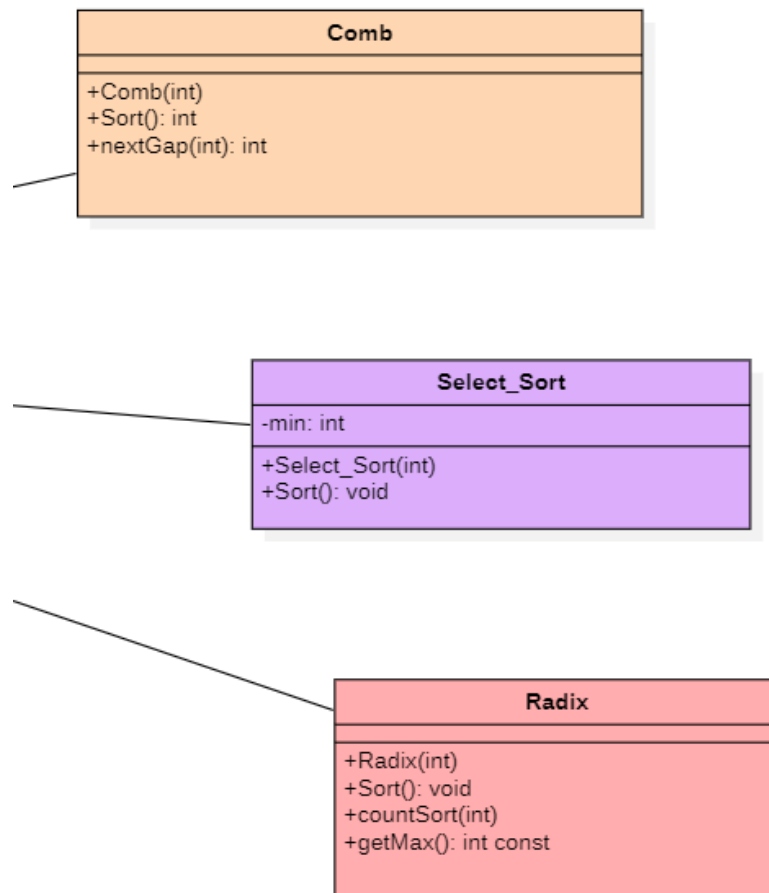 Comb
+Comb(int)
+Sort(): int
+nextGap(int): int
Select_Sort
-min: int
+Select_Sort(int)
+Sort(): void
Radix
+Radix(int)
+Sort(): void
+countSort(int)
+getMax(): int const